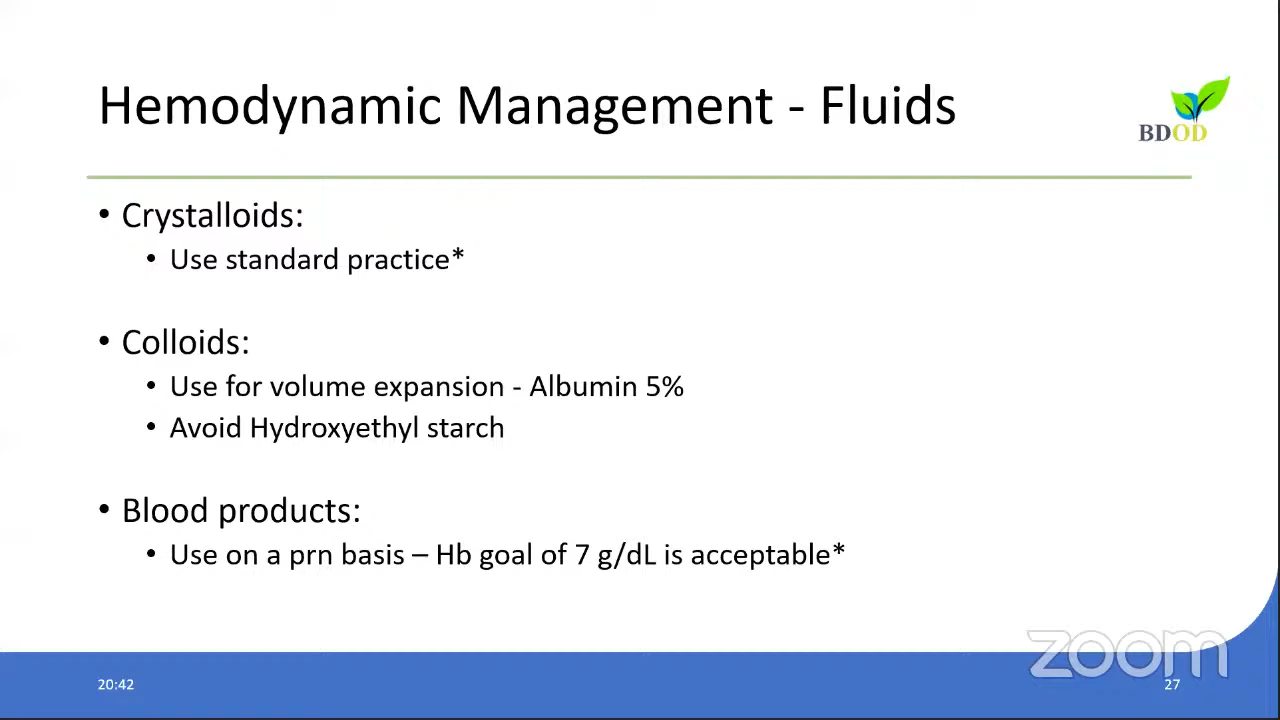 Hemodynamic Management - Fluids
BDOD
• Crystalloids:
• Use standard practice*
• Colloids:
• Use for volume expansion - Albumin 5%
• Avoid Hydroxyethyl starch
• Blood products:
• Use on a prn basis – Hb goal of 7 g/dL is acceptable*
zoom
20:42
27